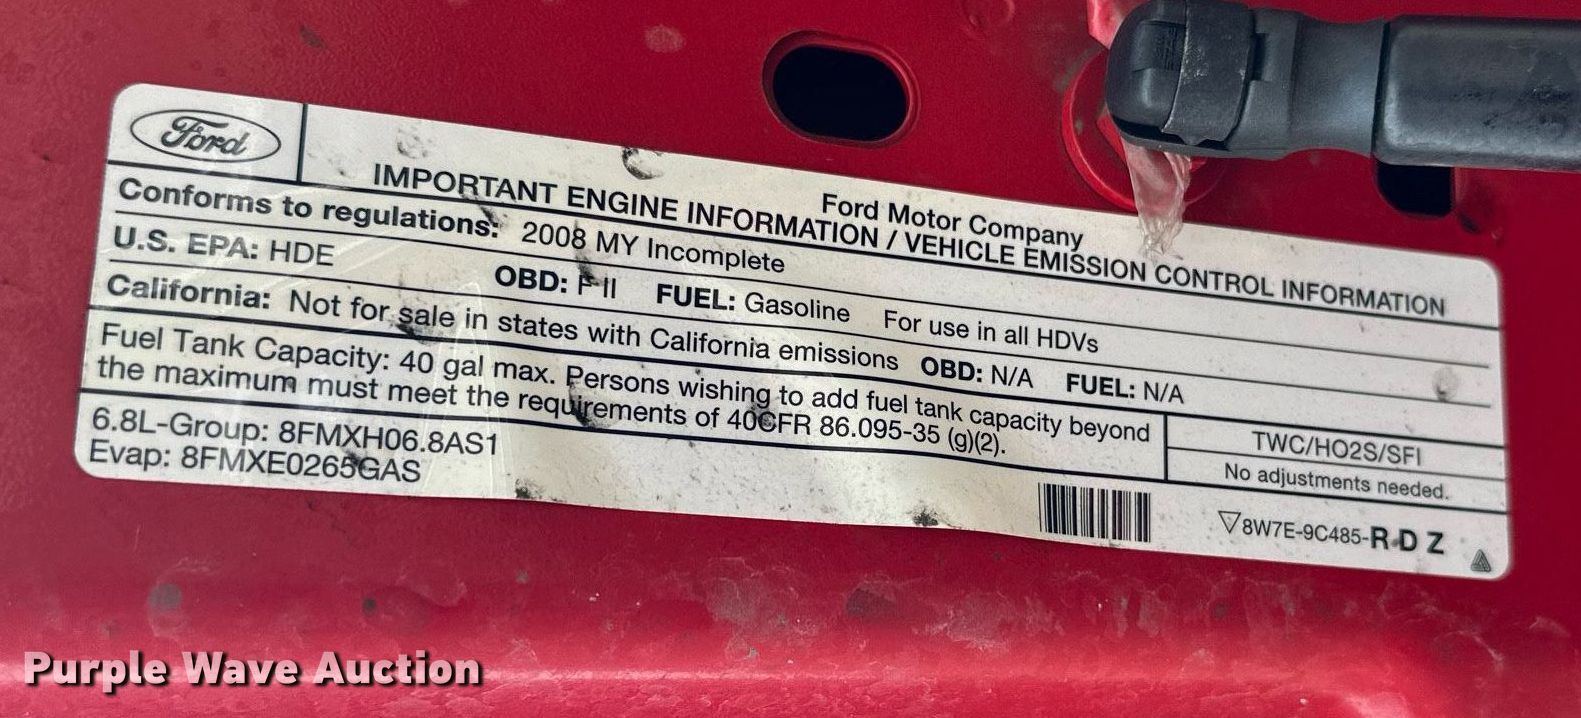 Ford
Ford Motor Company
IMPORTANT ENGINE INFORMATION / VEHICLE EMISSION CONTROL INFORMATION
Conforms to regulations: 2008 MY Incomplete
U.S. EPA: HDE OBD: F II FUEL: Gasoline For use in all HDVs
California: Not for sale in states with California emissions OBD: N/A FUEL: N/A
Fuel Tank Capacity: 40 gal max. Persons wishing to add fuel tank capacity beyond
the maximum must meet the requirements of 40CFR 86.095-35 (g)(2).
TWC/HO2S/SFI
No adjustments needed.
6.8L-Group: 8FMXH06.8AS1
Evap: 8FMXE0265GAS
8W7E-9C485-R D Z
Purple Wave Auction